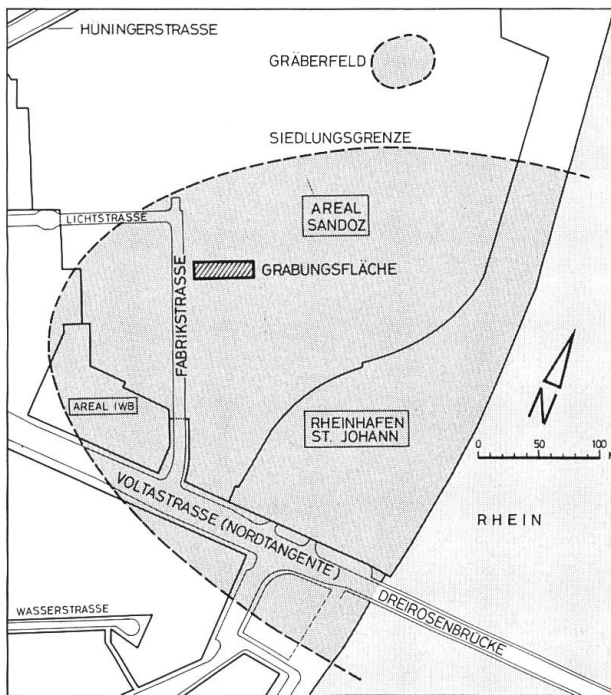 HÜNINGERSTRASSE
GRÄBERFELD
SIEDLUNGSGRENZE
AREAL
SANDOZ
LICHTSTRASSE
GRABUNGSFLÄCHE
FABRIKSTRASSE
AREAL IWB
RHEINHAFEN
ST. JOHANN
N
0 50 100 M
VOLTASTRASSE (NORDTANGENTE)
RHEIN
DREIROSENBRÜCKE
WASSERSTRASSE